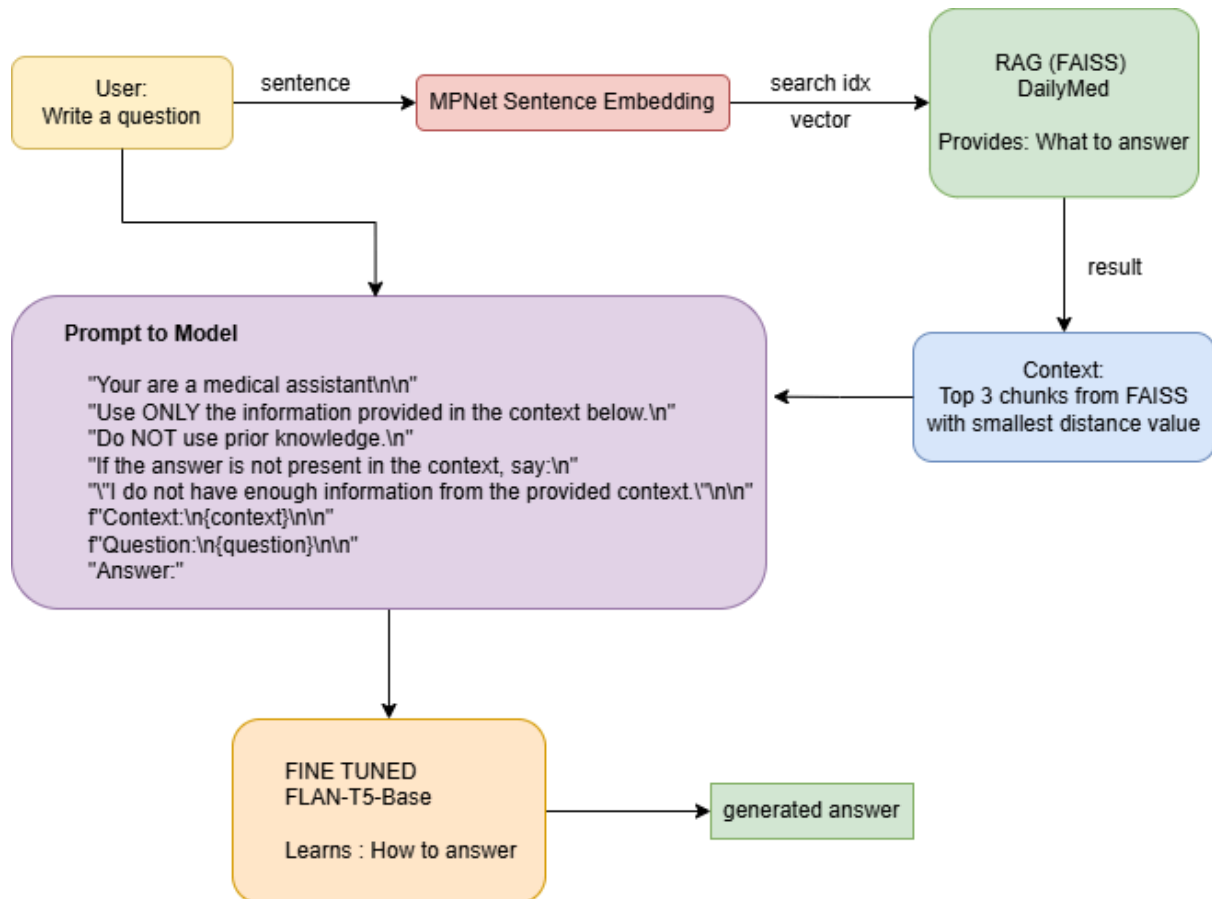 User:
Write a question
sentence
MPNet Sentence Embedding
search idx
vector
RAG (FAISS)
DailyMed
Provides: What to answer
result
Context:
Top 3 chunks from FAISS
with smallest distance value
Prompt to Model
"Your are a medical assistant\n\n"
"Use ONLY the information provided in the context below.\n"
"Do NOT use prior knowledge.\n"
"If the answer is not present in the context, say:\n"
"\"I do not have enough information from the provided context.\"\n\n"
f"Context:\n{context}\n\n"
f"Question:\n{question}\n\n"
"Answer:"
FINE TUNED
FLAN-T5-Base
Learns : How to answer
generated answer